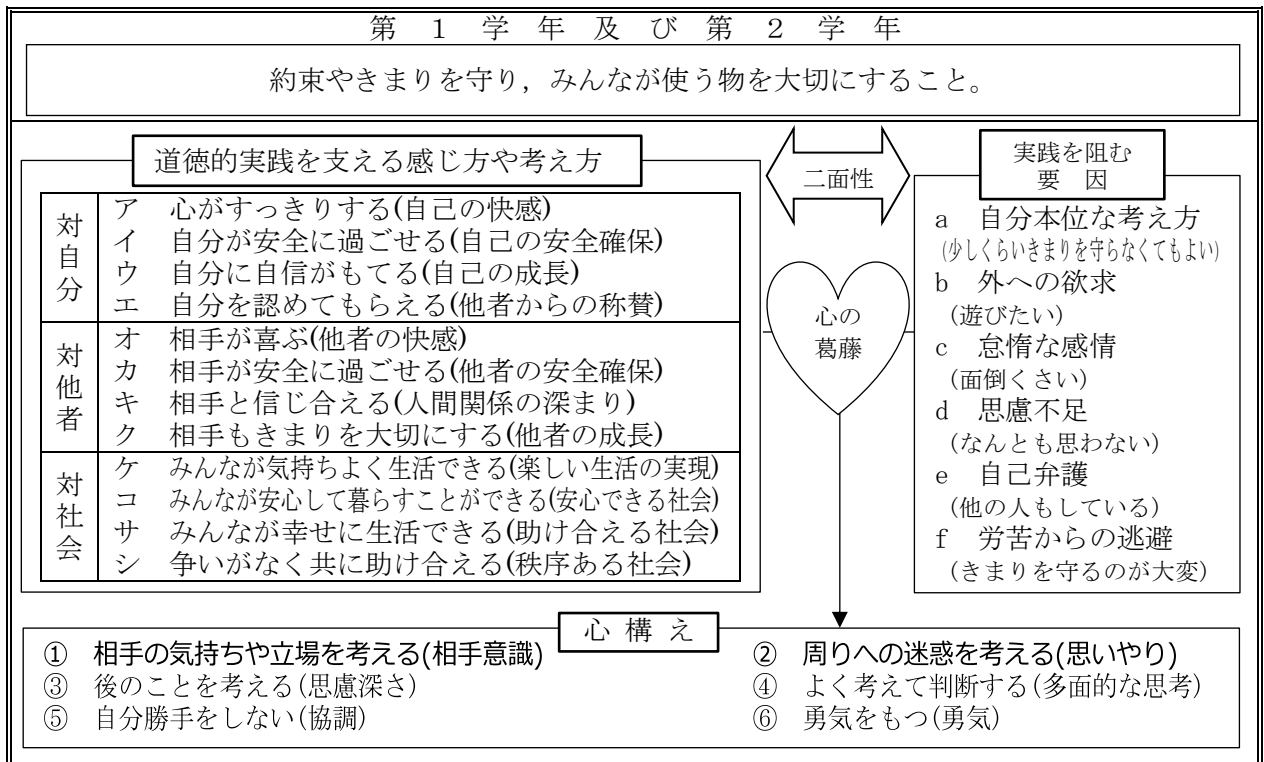 第 1 学 年 及 び 第 2 学 年
約束やきまりを守り，みんなが使う物を大切にすること。
道徳的実践を支える感じ方や考え方
対自分
ア 心がすっきりする(自己の快感)
イ 自分が安全に過ごせる(自己の安全確保)
ウ 自分に自信がもてる(自己の成長)
エ 自分を認めてもらえる(他者からの称賛)
対他者
オ 相手が喜ぶ(他者の快感)
カ 相手が安全に過ごせる(他者の安全確保)
キ 相手と信じ合える(人間関係の深まり)
ク 相手もきまりを大切にする(他者の成長)
対社会
ケ みんなが気持ちよく生活できる(楽しい生活の実現)
コ みんなが安心して暮らすことができる(安心できる社会)
サ みんなが幸せに生活できる(助け合える社会)
シ 争いがなく共に助け合える(秩序ある社会)
二面性
心の
葛藤
実践を阻む
要 因
a 自分本位な考え方
(少しくらいきまりを守らなくてもよい)
b 外への欲求
(遊びたい)
c 怠惰な感情
(面倒くさい)
d 思慮不足
(なんとも思わない)
e 自己弁護
(他の人もしている)
f 労苦からの逃避
(きまりを守るのが大変)
心 構 え
① 相手の気持ちや立場を考える(相手意識)
② 周りへの迷惑を考える(思いやり)
③ 後のことを考える(思慮深さ)
④ よく考えて判断する(多面的な思考)
⑤ 自分勝手をしない(協調)
⑥ 勇気をもつ(勇気)